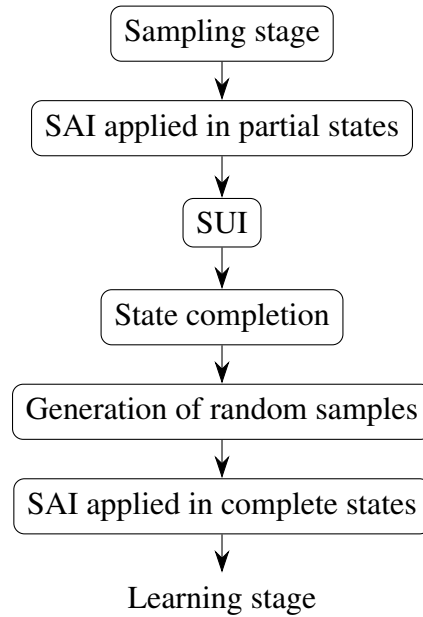 Sampling stage
SAI applied in partial states
SUI
State completion
Generation of random samples
SAI applied in complete states
Learning stage